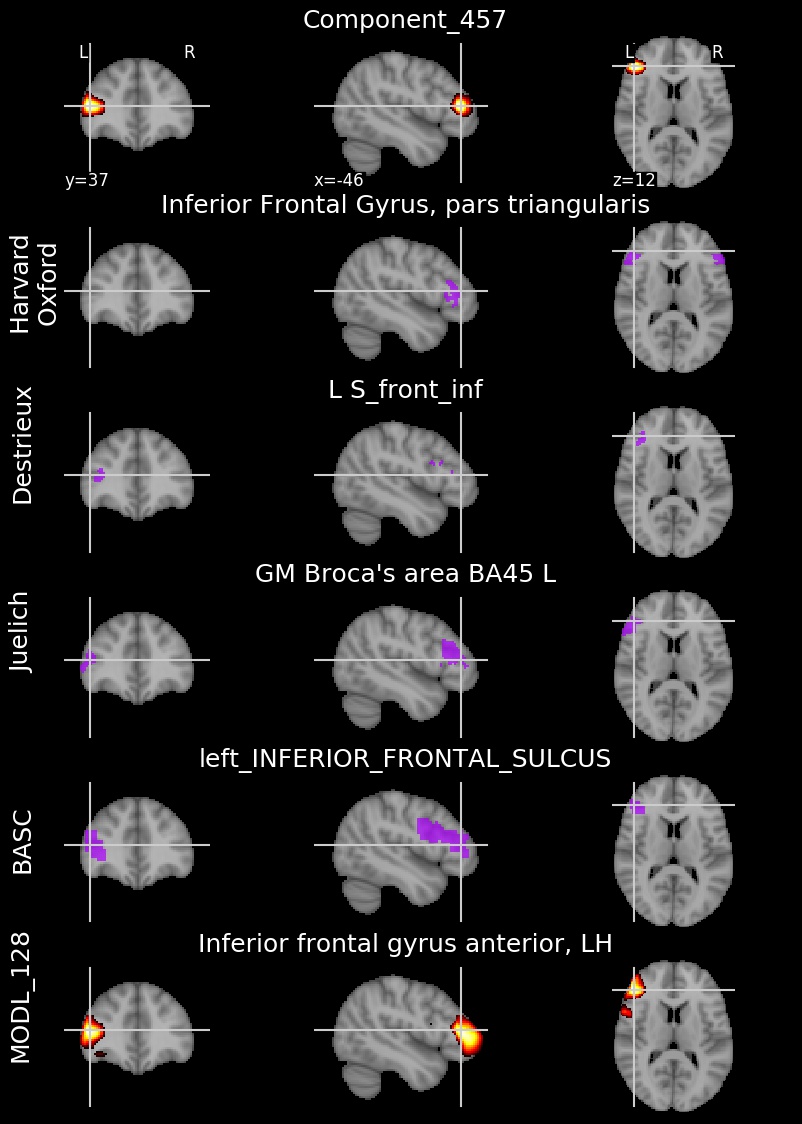 Component_457
L R
L R
y=37
x=-46
z=12
Inferior Frontal Gyrus, pars triangularis
Harvard
Oxford
L S_front_inf
Destrieux
GM Broca's area BA45 L
Juelich
left_INFERIOR_FRONTAL_SULCUS
BASC
Inferior frontal gyrus anterior, LH
MODL_128